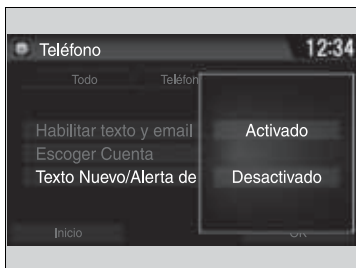 Teléfono 12:34
Todo Teléfon
Habilitar texto y email Activado
Escoger Cuenta
Texto Nuevo/Alerta de Desactivado
Inicio OK